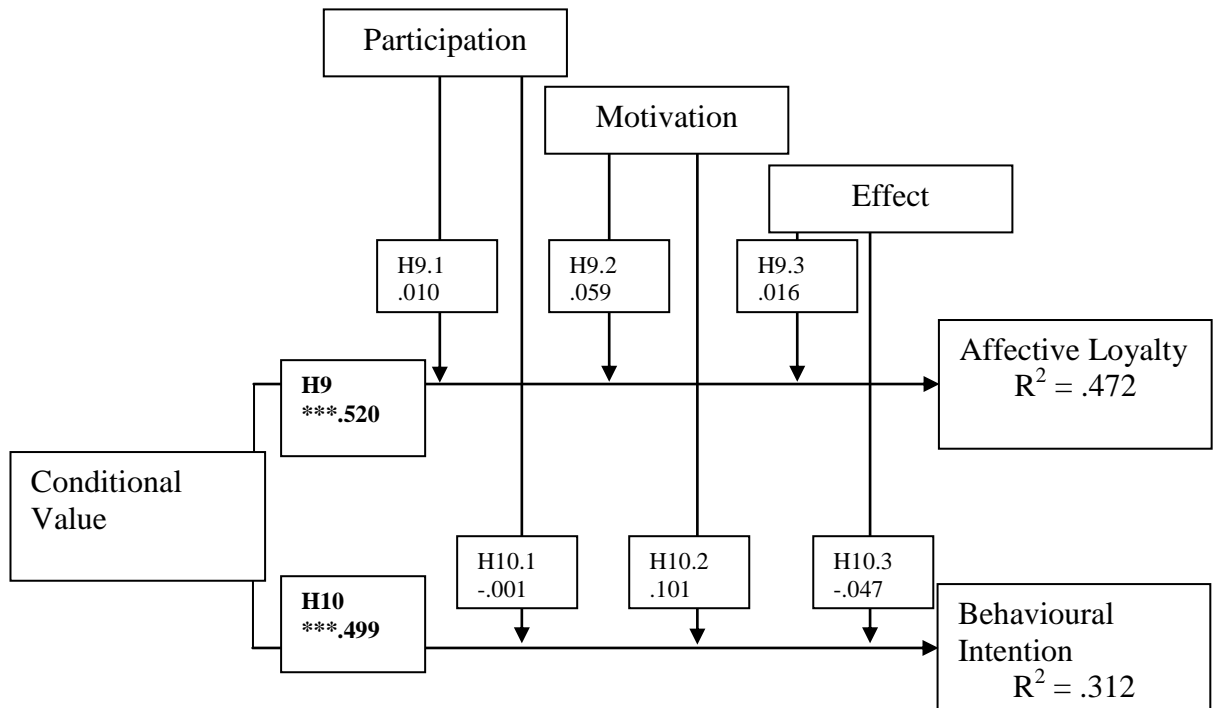 Participation
Motivation
Effect
H9.1
.010
H9.2
.059
H9.3
.016
H9
***.520
Affective Loyalty
R² = .472
Conditional
Value
H10.1
-.001
H10.2
.101
H10.3
-.047
H10
***.499
Behavioural
Intention
R² = .312